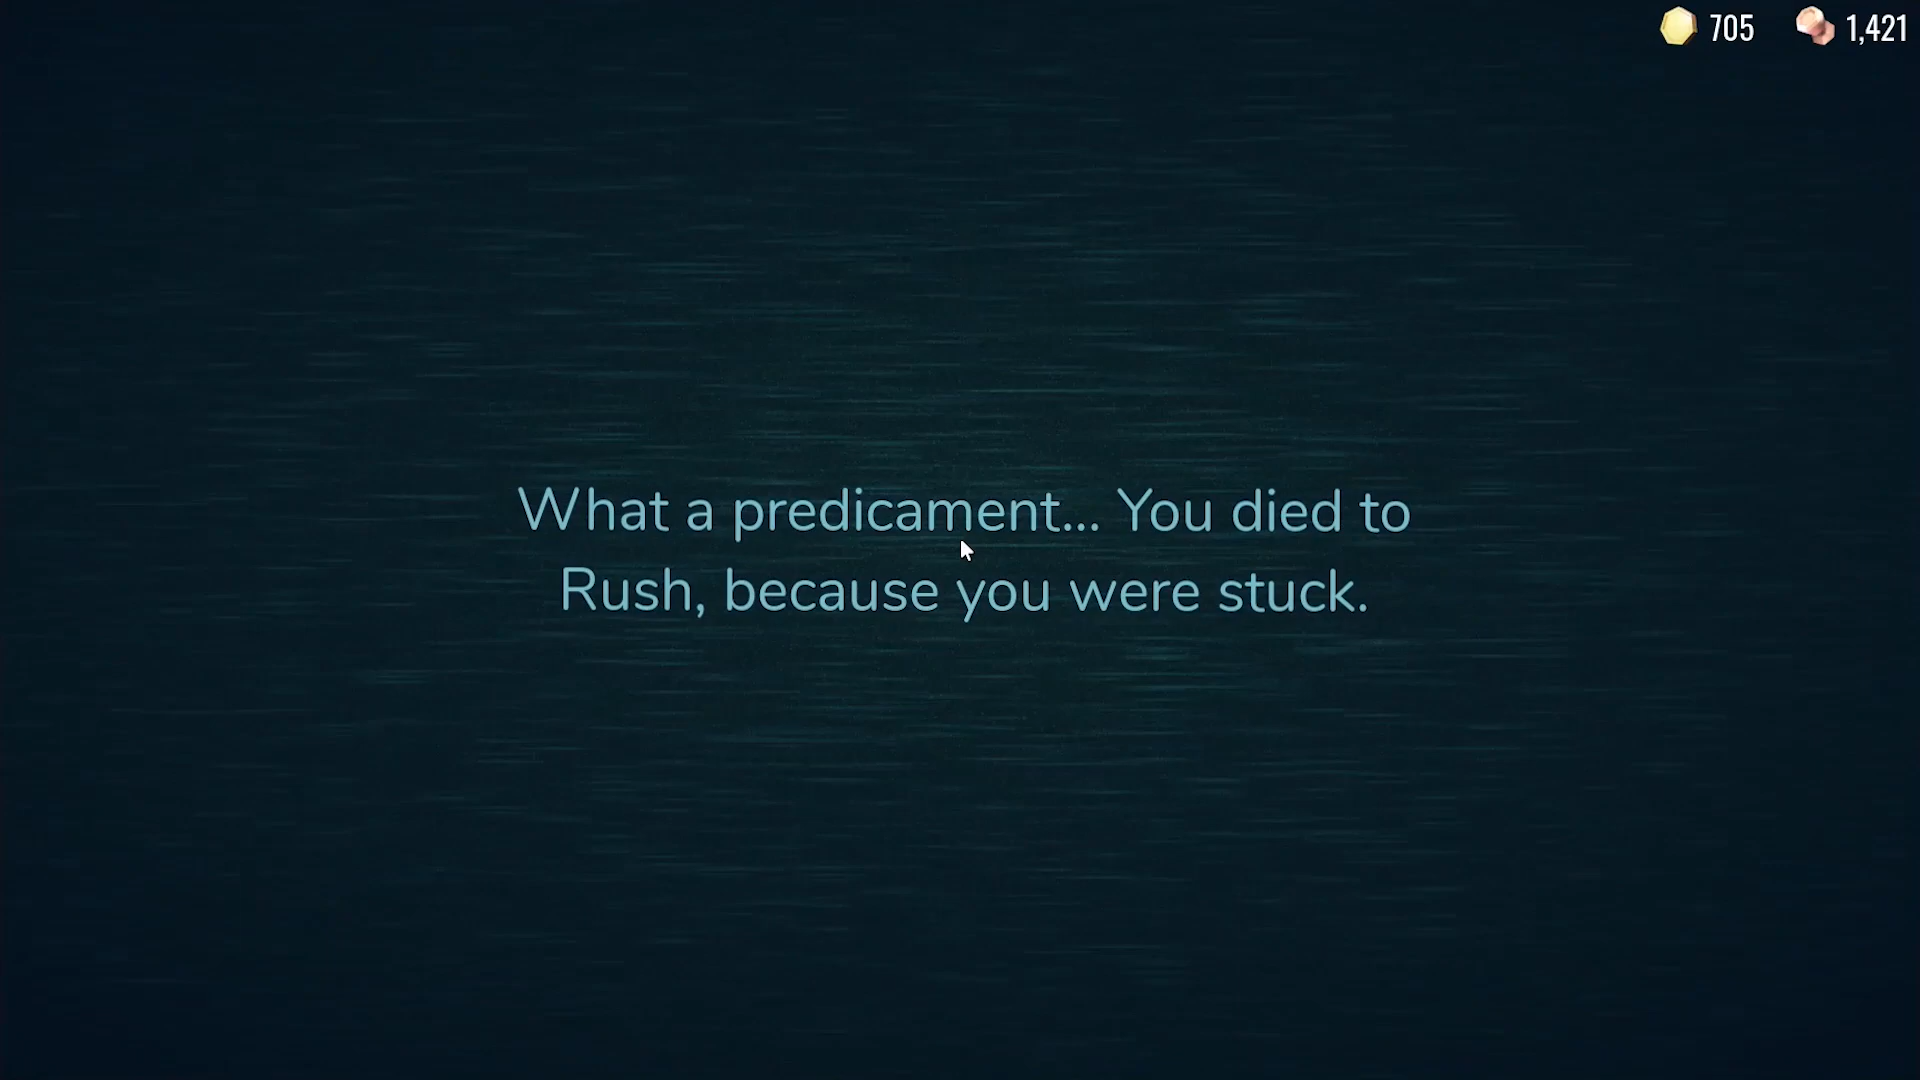 705 1,421
What a predicament... You died to
Rush, because you were stuck.